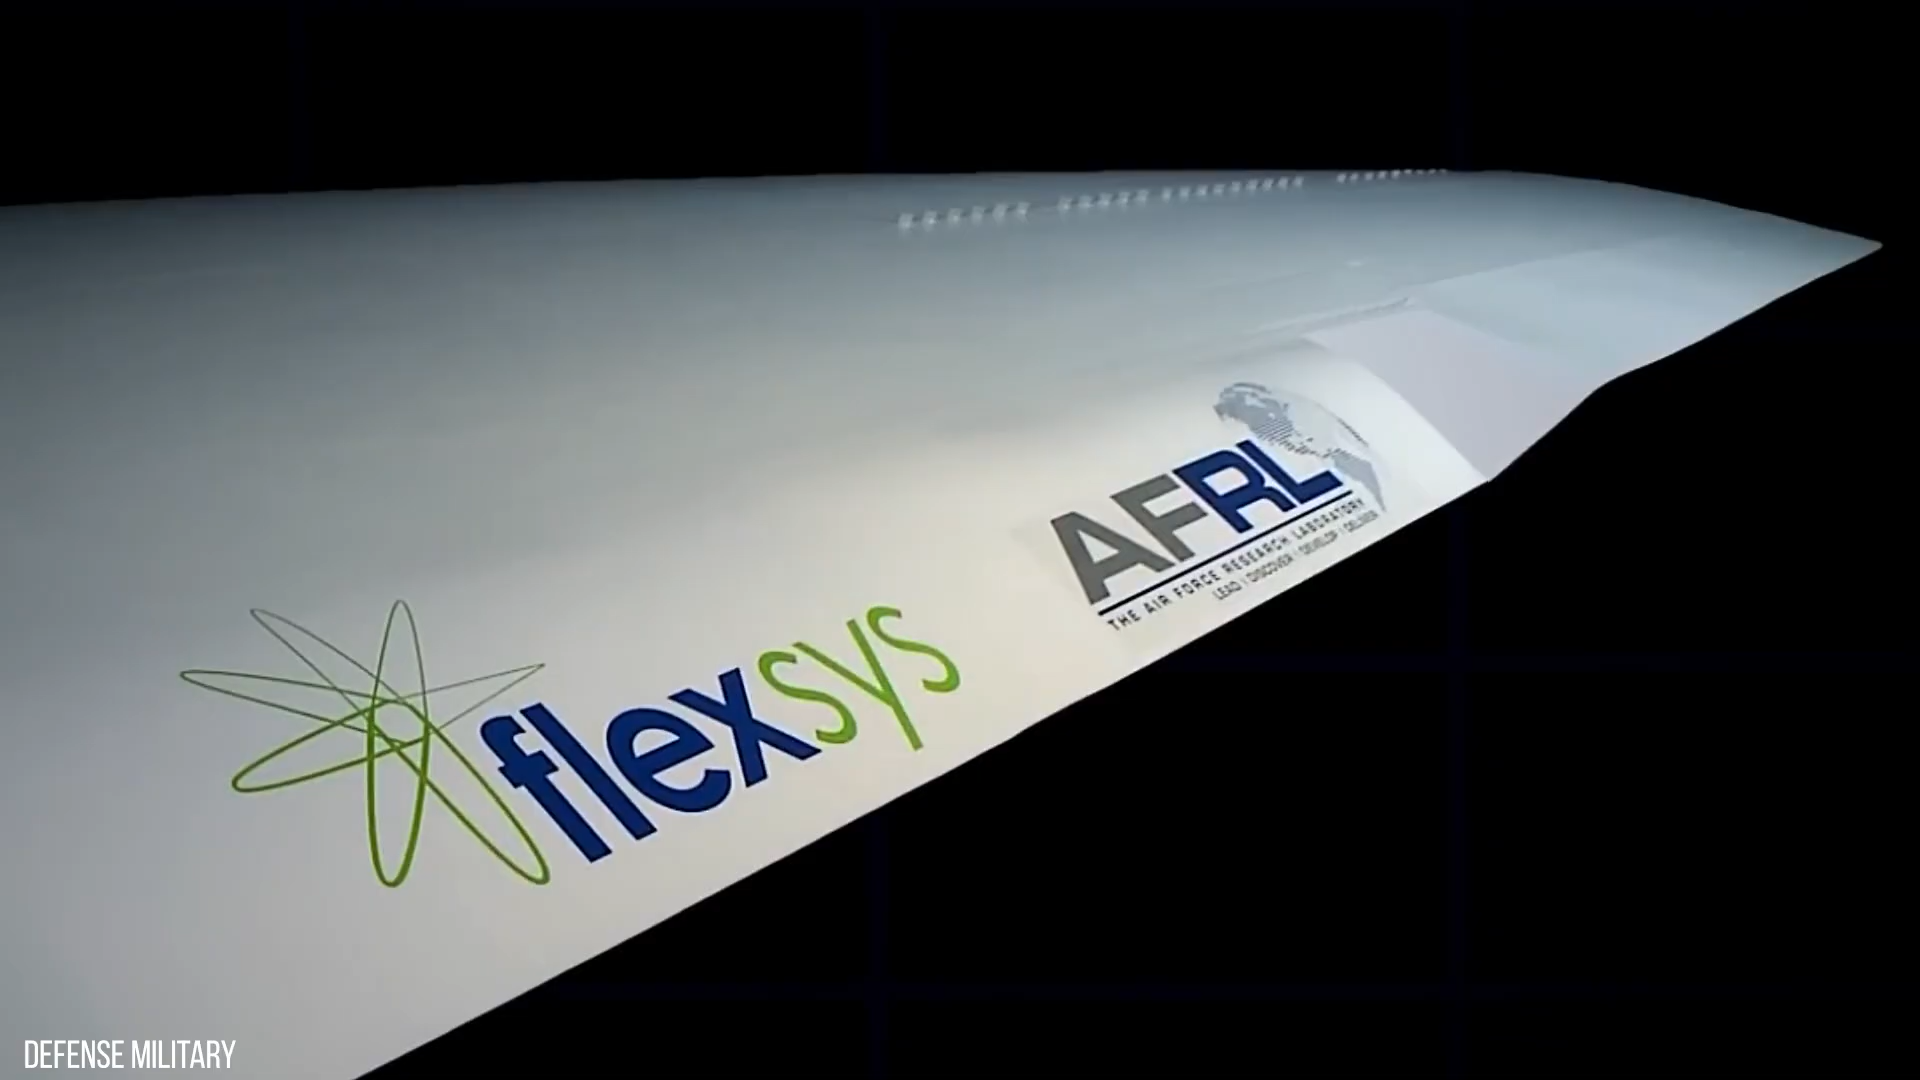 AFRL
THE AIR FORCE RESEARCH LABORATORY
LEAD | DISCOVER | DEVELOP | DELIVER
flexsys
DEFENSE MILITARY